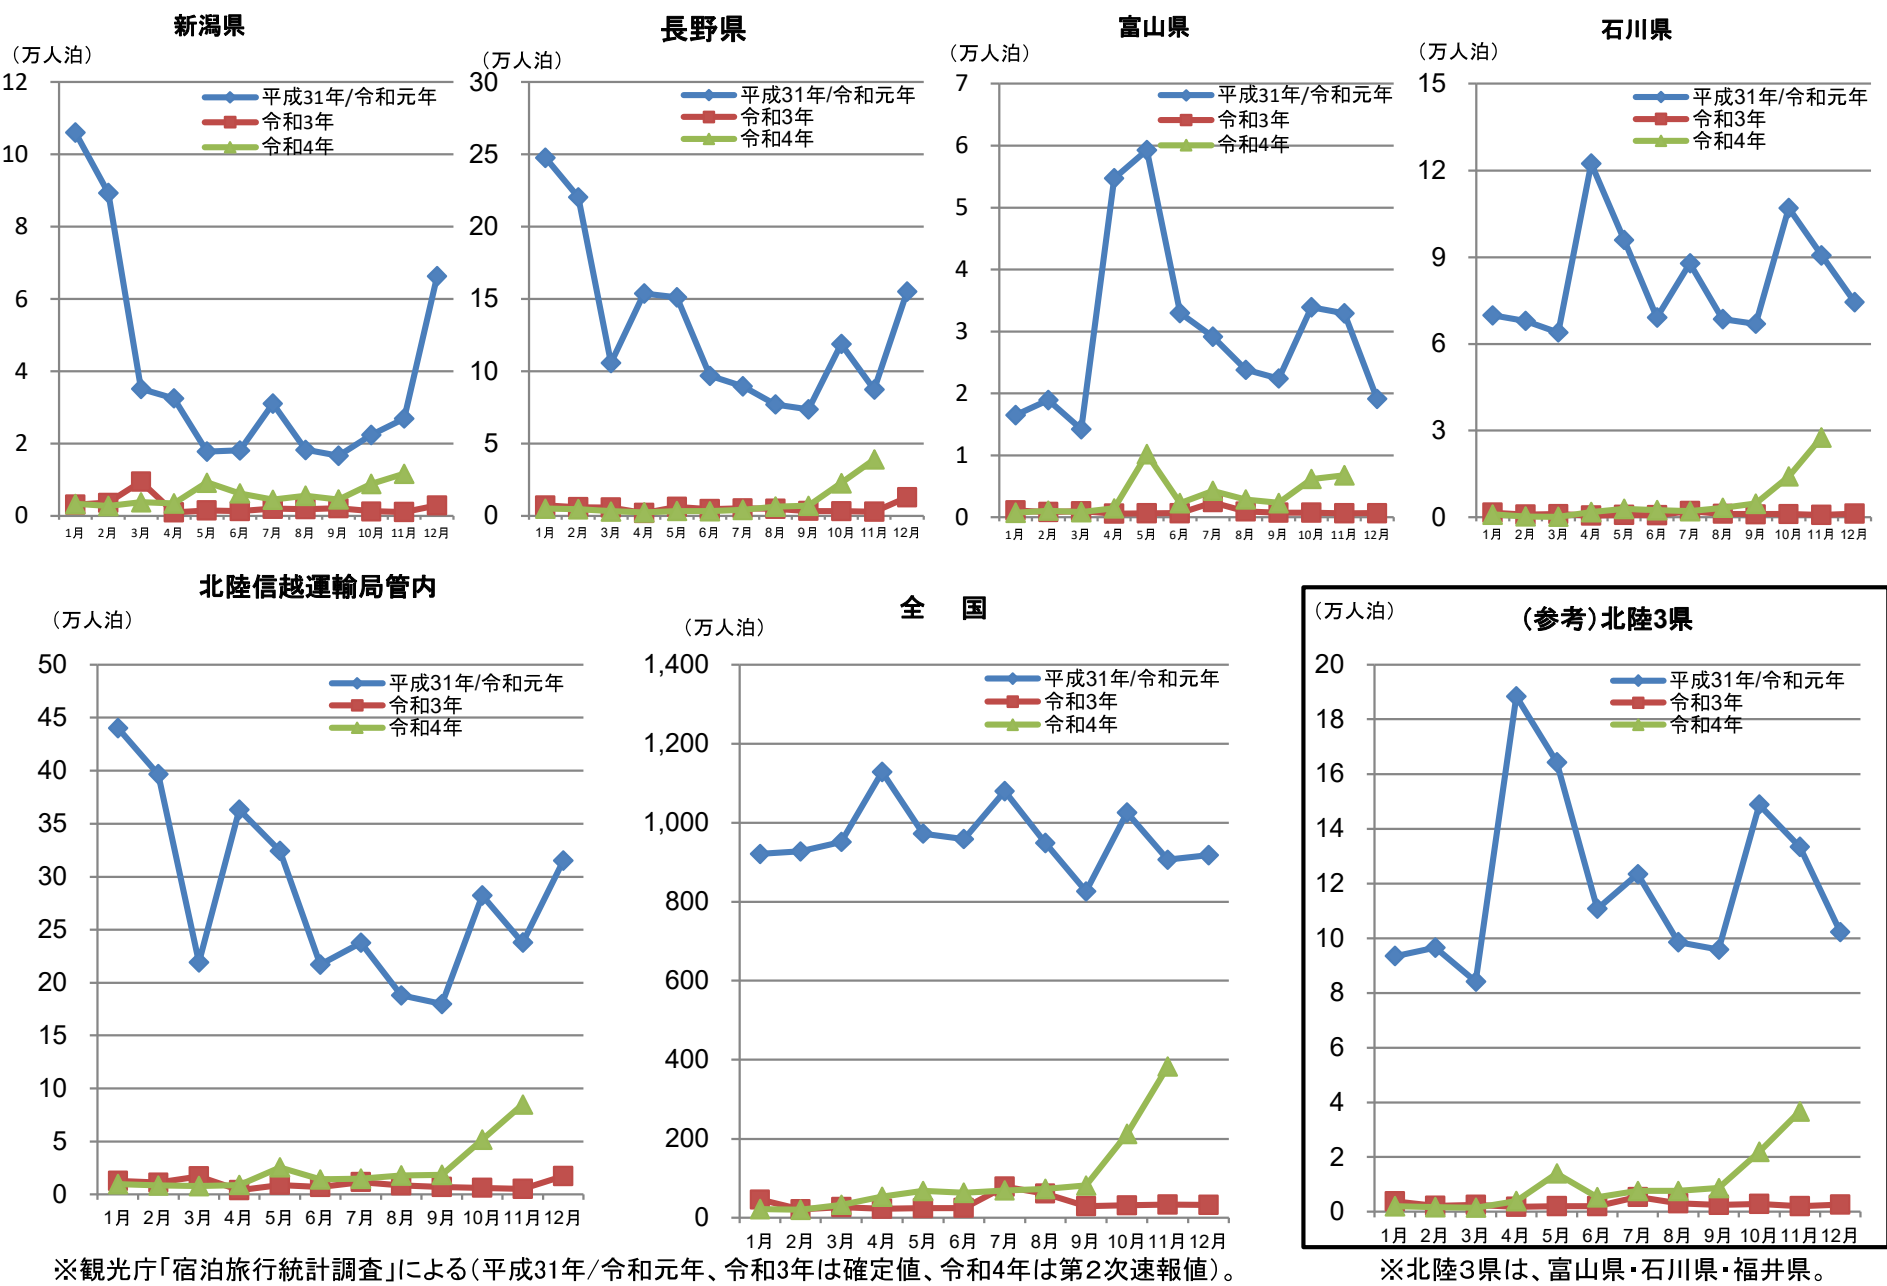 新潟県
（万人泊）
12
10
8
6
4
2
0
平成31年/令和元年
令和3年
令和4年
1月 2月 3月 4月 5月 6月 7月 8月 9月 10月 11月 12月
長野県
（万人泊）
30
25
20
15
10
5
0
平成31年/令和元年
令和3年
令和4年
1月 2月 3月 4月 5月 6月 7月 8月 9月 10月 11月 12月
富山県
（万人泊）
7
6
5
4
3
2
1
0
平成31年/令和元年
令和3年
令和4年
1月 2月 3月 4月 5月 6月 7月 8月 9月 10月 11月 12月
石川県
（万人泊）
15
12
9
6
3
0
平成31年/令和元年
令和3年
令和4年
1月 2月 3月 4月 5月 6月 7月 8月 9月 10月 11月 12月
北陸信越運輸局管内
（万人泊）
50
45
40
35
30
25
20
15
10
5
0
平成31年/令和元年
令和3年
令和4年
1月 2月 3月 4月 5月 6月 7月 8月 9月 10月 11月 12月
全　国
（万人泊）
1,400
1,200
1,000
800
600
400
200
0
平成31年/令和元年
令和3年
令和4年
1月 2月 3月 4月 5月 6月 7月 8月 9月 10月 11月 12月
（参考）北陸3県
（万人泊）
20
18
16
14
12
10
8
6
4
2
0
平成31年/令和元年
令和3年
令和4年
1月 2月 3月 4月 5月 6月 7月 8月 9月 10月 11月 12月
※観光庁「宿泊旅行統計調査」による（平成31年/令和元年、令和3年は確定値、令和4年は第２次速報値）。
※北陸３県は、富山県・石川県・福井県。